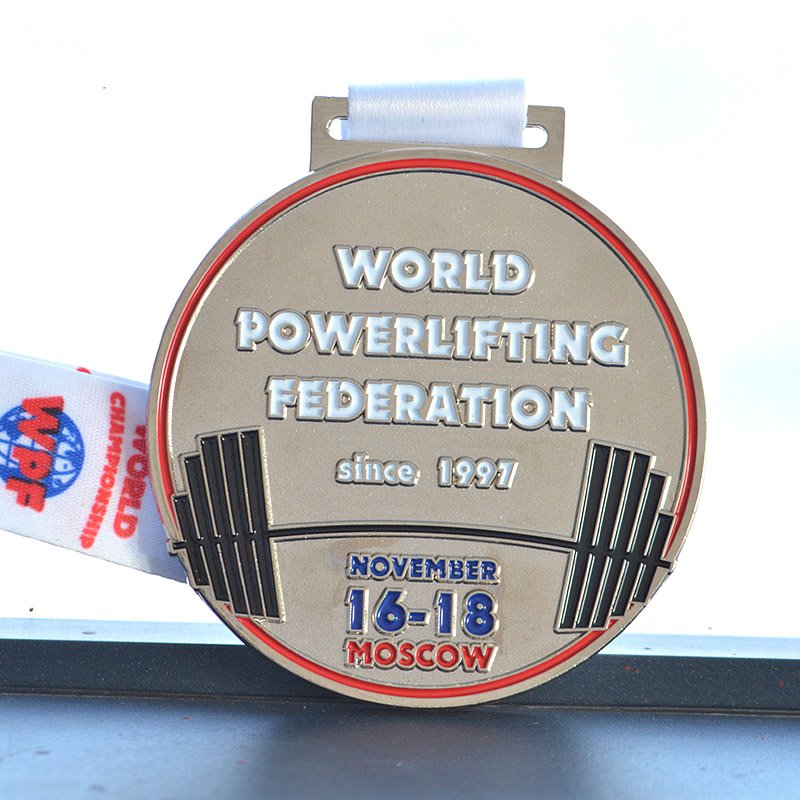 WORLD
POWERLIFTING
FEDERATION
since 1997
NOVEMBER
16-18
MOSCOW
WPF
WORLD
CHAMPIONSHIP